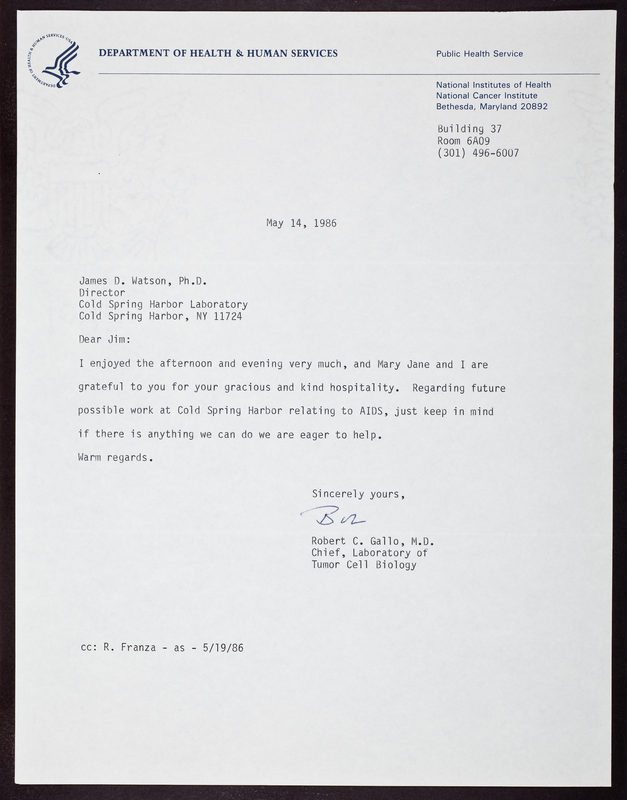 DEPARTMENT OF HEALTH & HUMAN SERVICES
Public Health Service
National Institutes of Health
National Cancer Institute
Bethesda, Maryland 20892
Building 37
Room 6A09
(301) 496-6007
May 14, 1986
James D. Watson, Ph.D.
Director
Cold Spring Harbor Laboratory
Cold Spring Harbor, NY 11724
Dear Jim:
I enjoyed the afternoon and evening very much, and Mary Jane and I are
grateful to you for your gracious and kind hospitality. Regarding future
possible work at Cold Spring Harbor relating to AIDS, just keep in mind
if there is anything we can do we are eager to help.
Warm regards.
Sincerely yours,
Bob
Robert C. Gallo, M.D.
Chief, Laboratory of
Tumor Cell Biology
cc: R. Franza - as - 5/19/86